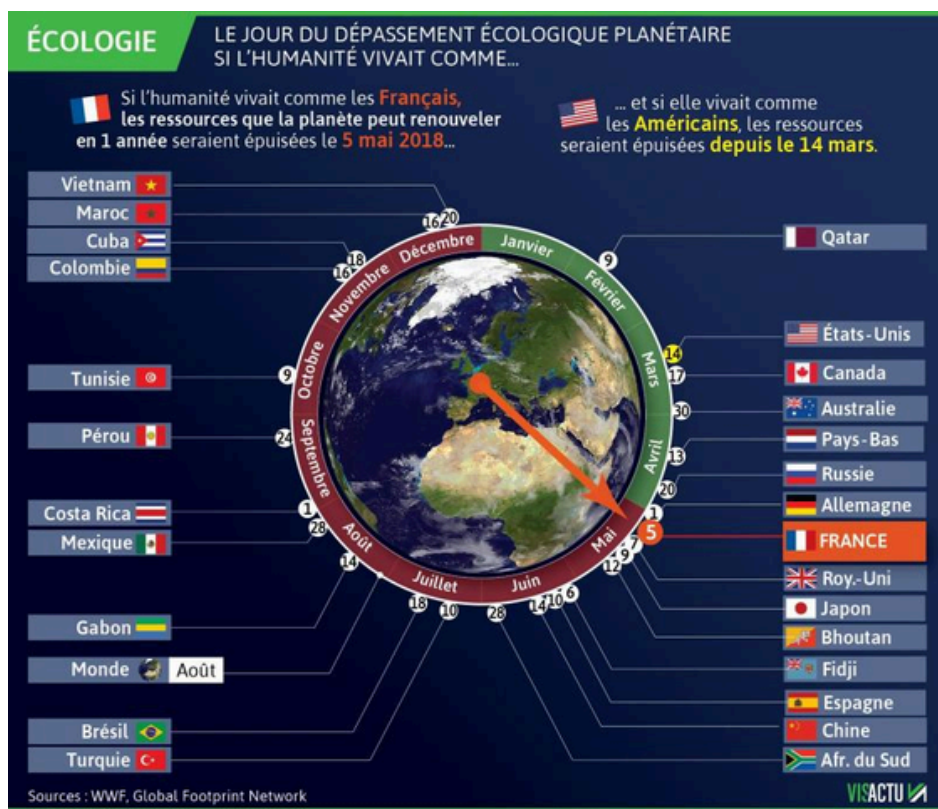 ÉCOLOGIE
LE JOUR DU DÉPASSEMENT ÉCOLOGIQUE PLANÉTAIRE
SI L'HUMANITÉ VIVAIT COMME...
Si l'humanité vivait comme les Français,
les ressources que la planète peut renouveler
en 1 année seraient épuisées le 5 mai 2018...
... et si elle vivait comme
les Américains, les ressources
seraient épuisées depuis le 14 mars.
Vietnam
Maroc
Cuba
Colombie
Tunisie
Pérou
Costa Rica
Mexique
Gabon
Monde Août
Brésil
Turquie
20
16
18
16
9
24
1
28
14
18
10
Janvier
Février
Mars
Avril
Mai
Juin
Juillet
Août
Septembre
Octobre
Novembre
Décembre
9
14
17
30
13
20
1
5
7
9
12
6
10
14
28
Qatar
États-Unis
Canada
Australie
Pays-Bas
Russie
Allemagne
FRANCE
Roy.-Uni
Japon
Bhoutan
Fidji
Espagne
Chine
Afr. du Sud
Sources : WWF, Global Footprint Network
VISACTU